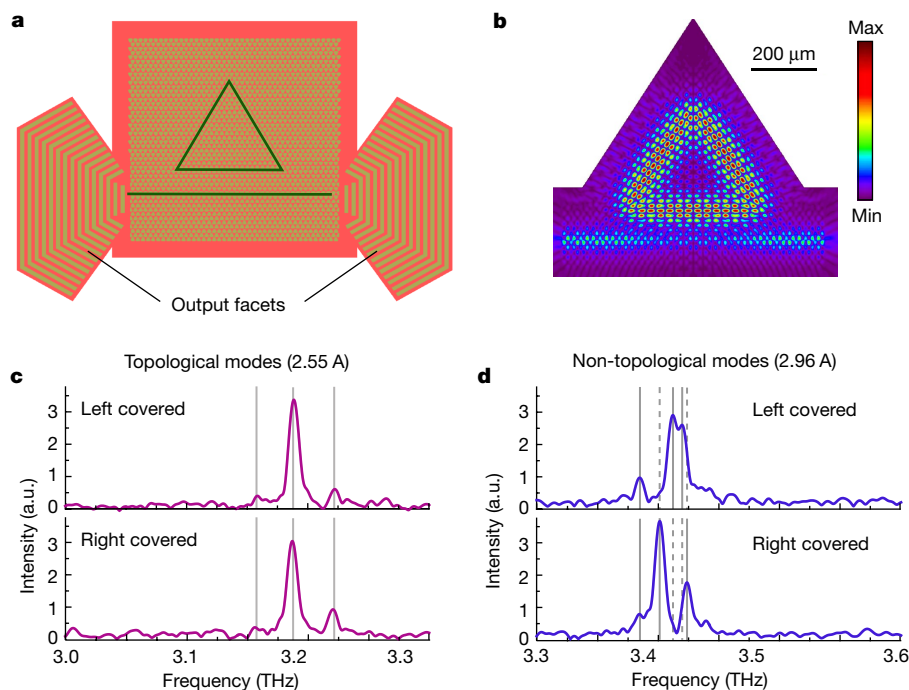 a
Output facets
b
200 μm
Max
Min
c
Topological modes (2.55 A)
Left covered
3
2
1
0
Right covered
3
2
1
0
Intensity (a.u.)
3.0
3.1
3.2
3.3
Frequency (THz)
d
Non-topological modes (2.96 A)
Left covered
3
2
1
0
Right covered
3
2
1
0
Intensity (a.u.)
3.3
3.4
3.5
3.6
Frequency (THz)